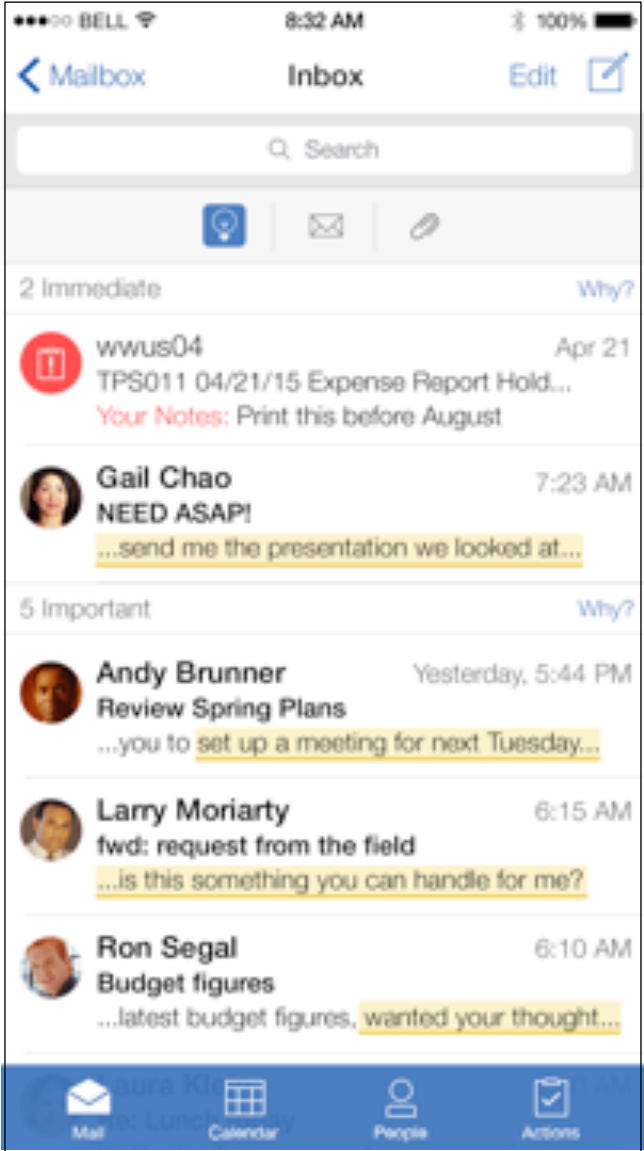 BELL 8:32 AM 100%
Mailbox Inbox Edit
Search
2 Immediate Why?
wwus04 Apr 21
TPS011 04/21/15 Expense Report Hold...
Your Notes: Print this before August
Gail Chao 7:23 AM
NEED ASAP!
...send me the presentation we looked at...
5 Important Why?
Andy Brunner Yesterday, 5:44 PM
Review Spring Plans
...you to set up a meeting for next Tuesday...
Larry Moriarty 6:15 AM
fwd: request from the field
...is this something you can handle for me?
Ron Segal 6:10 AM
Budget figures
...latest budget figures, wanted your thought...
Laura AM
Lunch
Mail Calendar People Actions